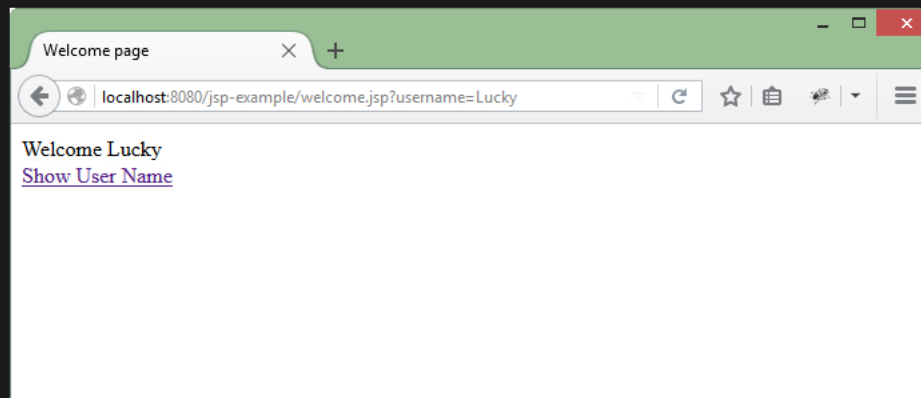 Welcome page
localhost:8080/jsp-example/welcome.jsp?username=Lucky
Welcome Lucky
Show User Name